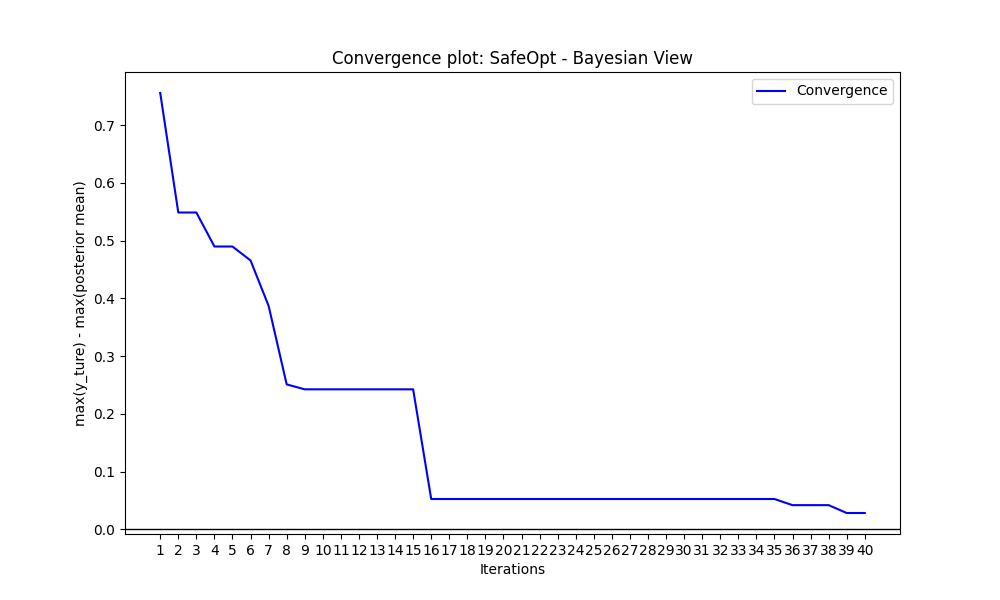 Convergence plot: SafeOpt - Bayesian View
Convergence
max(y_ture) - max(posterior mean)
0.7
0.6
0.5
0.4
0.3
0.2
0.1
0.0
1 2 3 4 5 6 7 8 9 10 11 12 13 14 15 16 17 18 19 20 21 22 23 24 25 26 27 28 29 30 31 32 33 34 35 36 37 38 39 40
Iterations